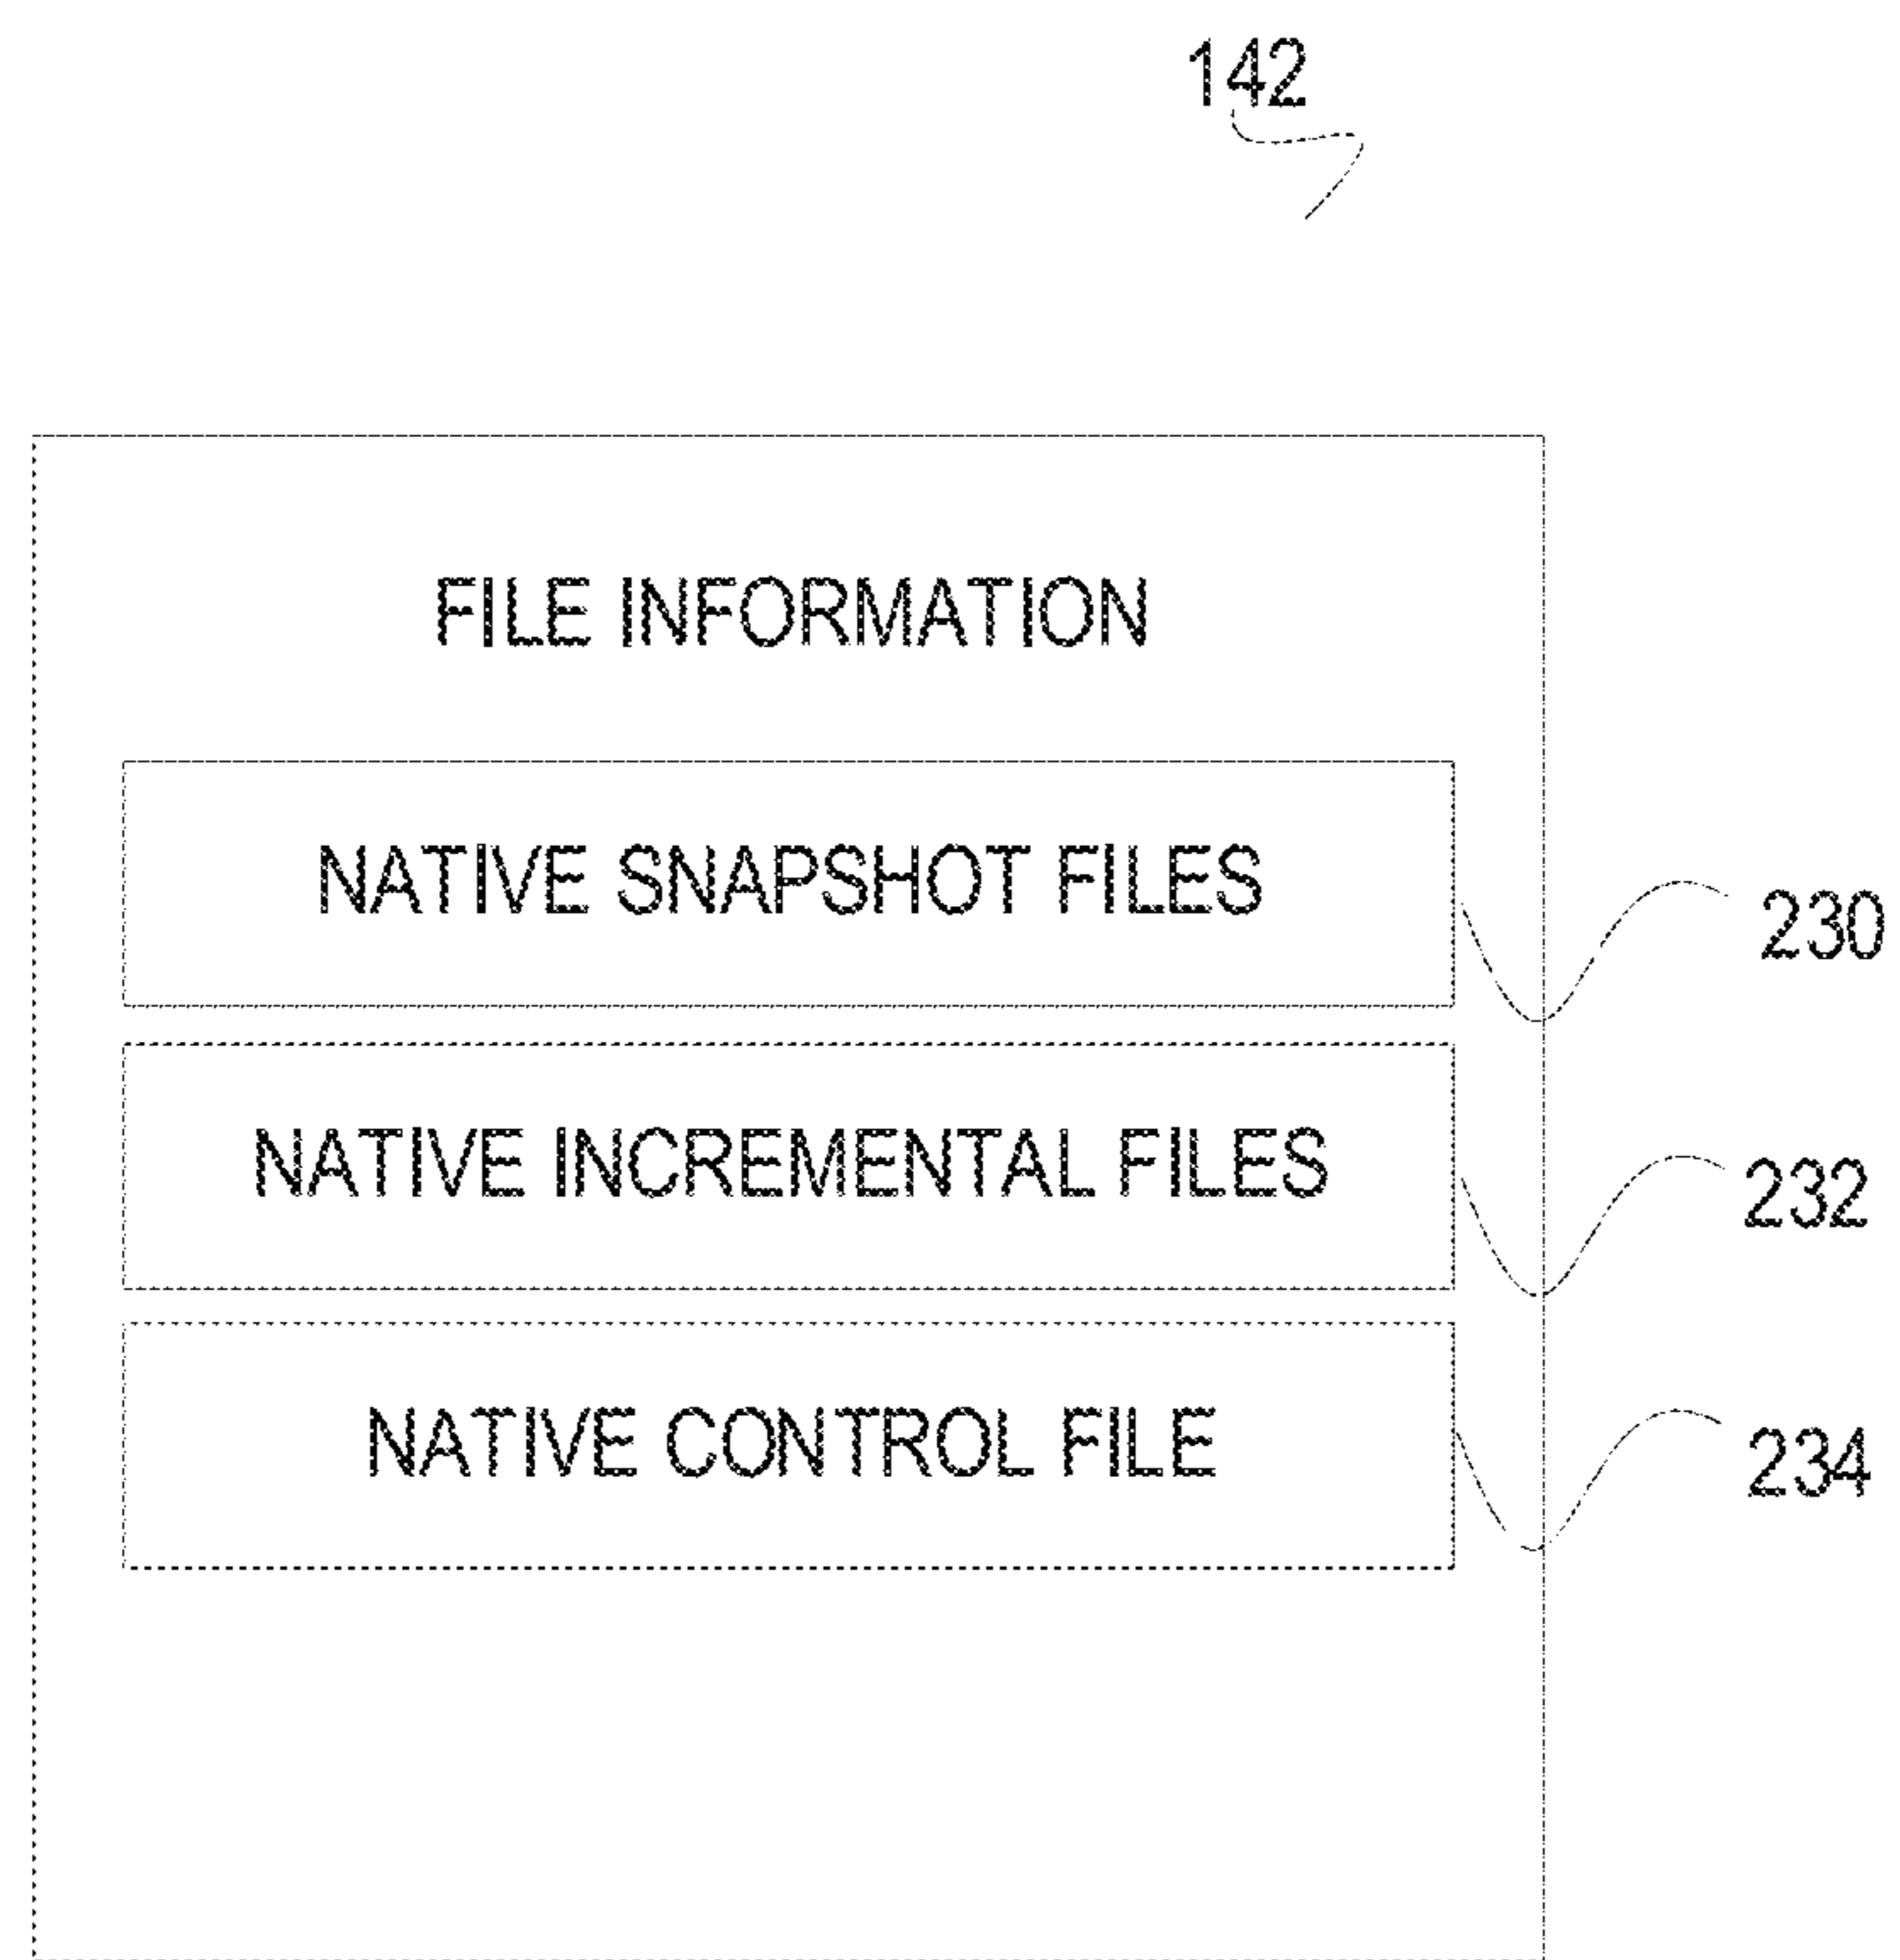 142
FILE INFORMATION
NATIVE SNAPSHOT FILES
230
NATIVE INCREMENTAL FILES
232
NATIVE CONTROL FILE
234